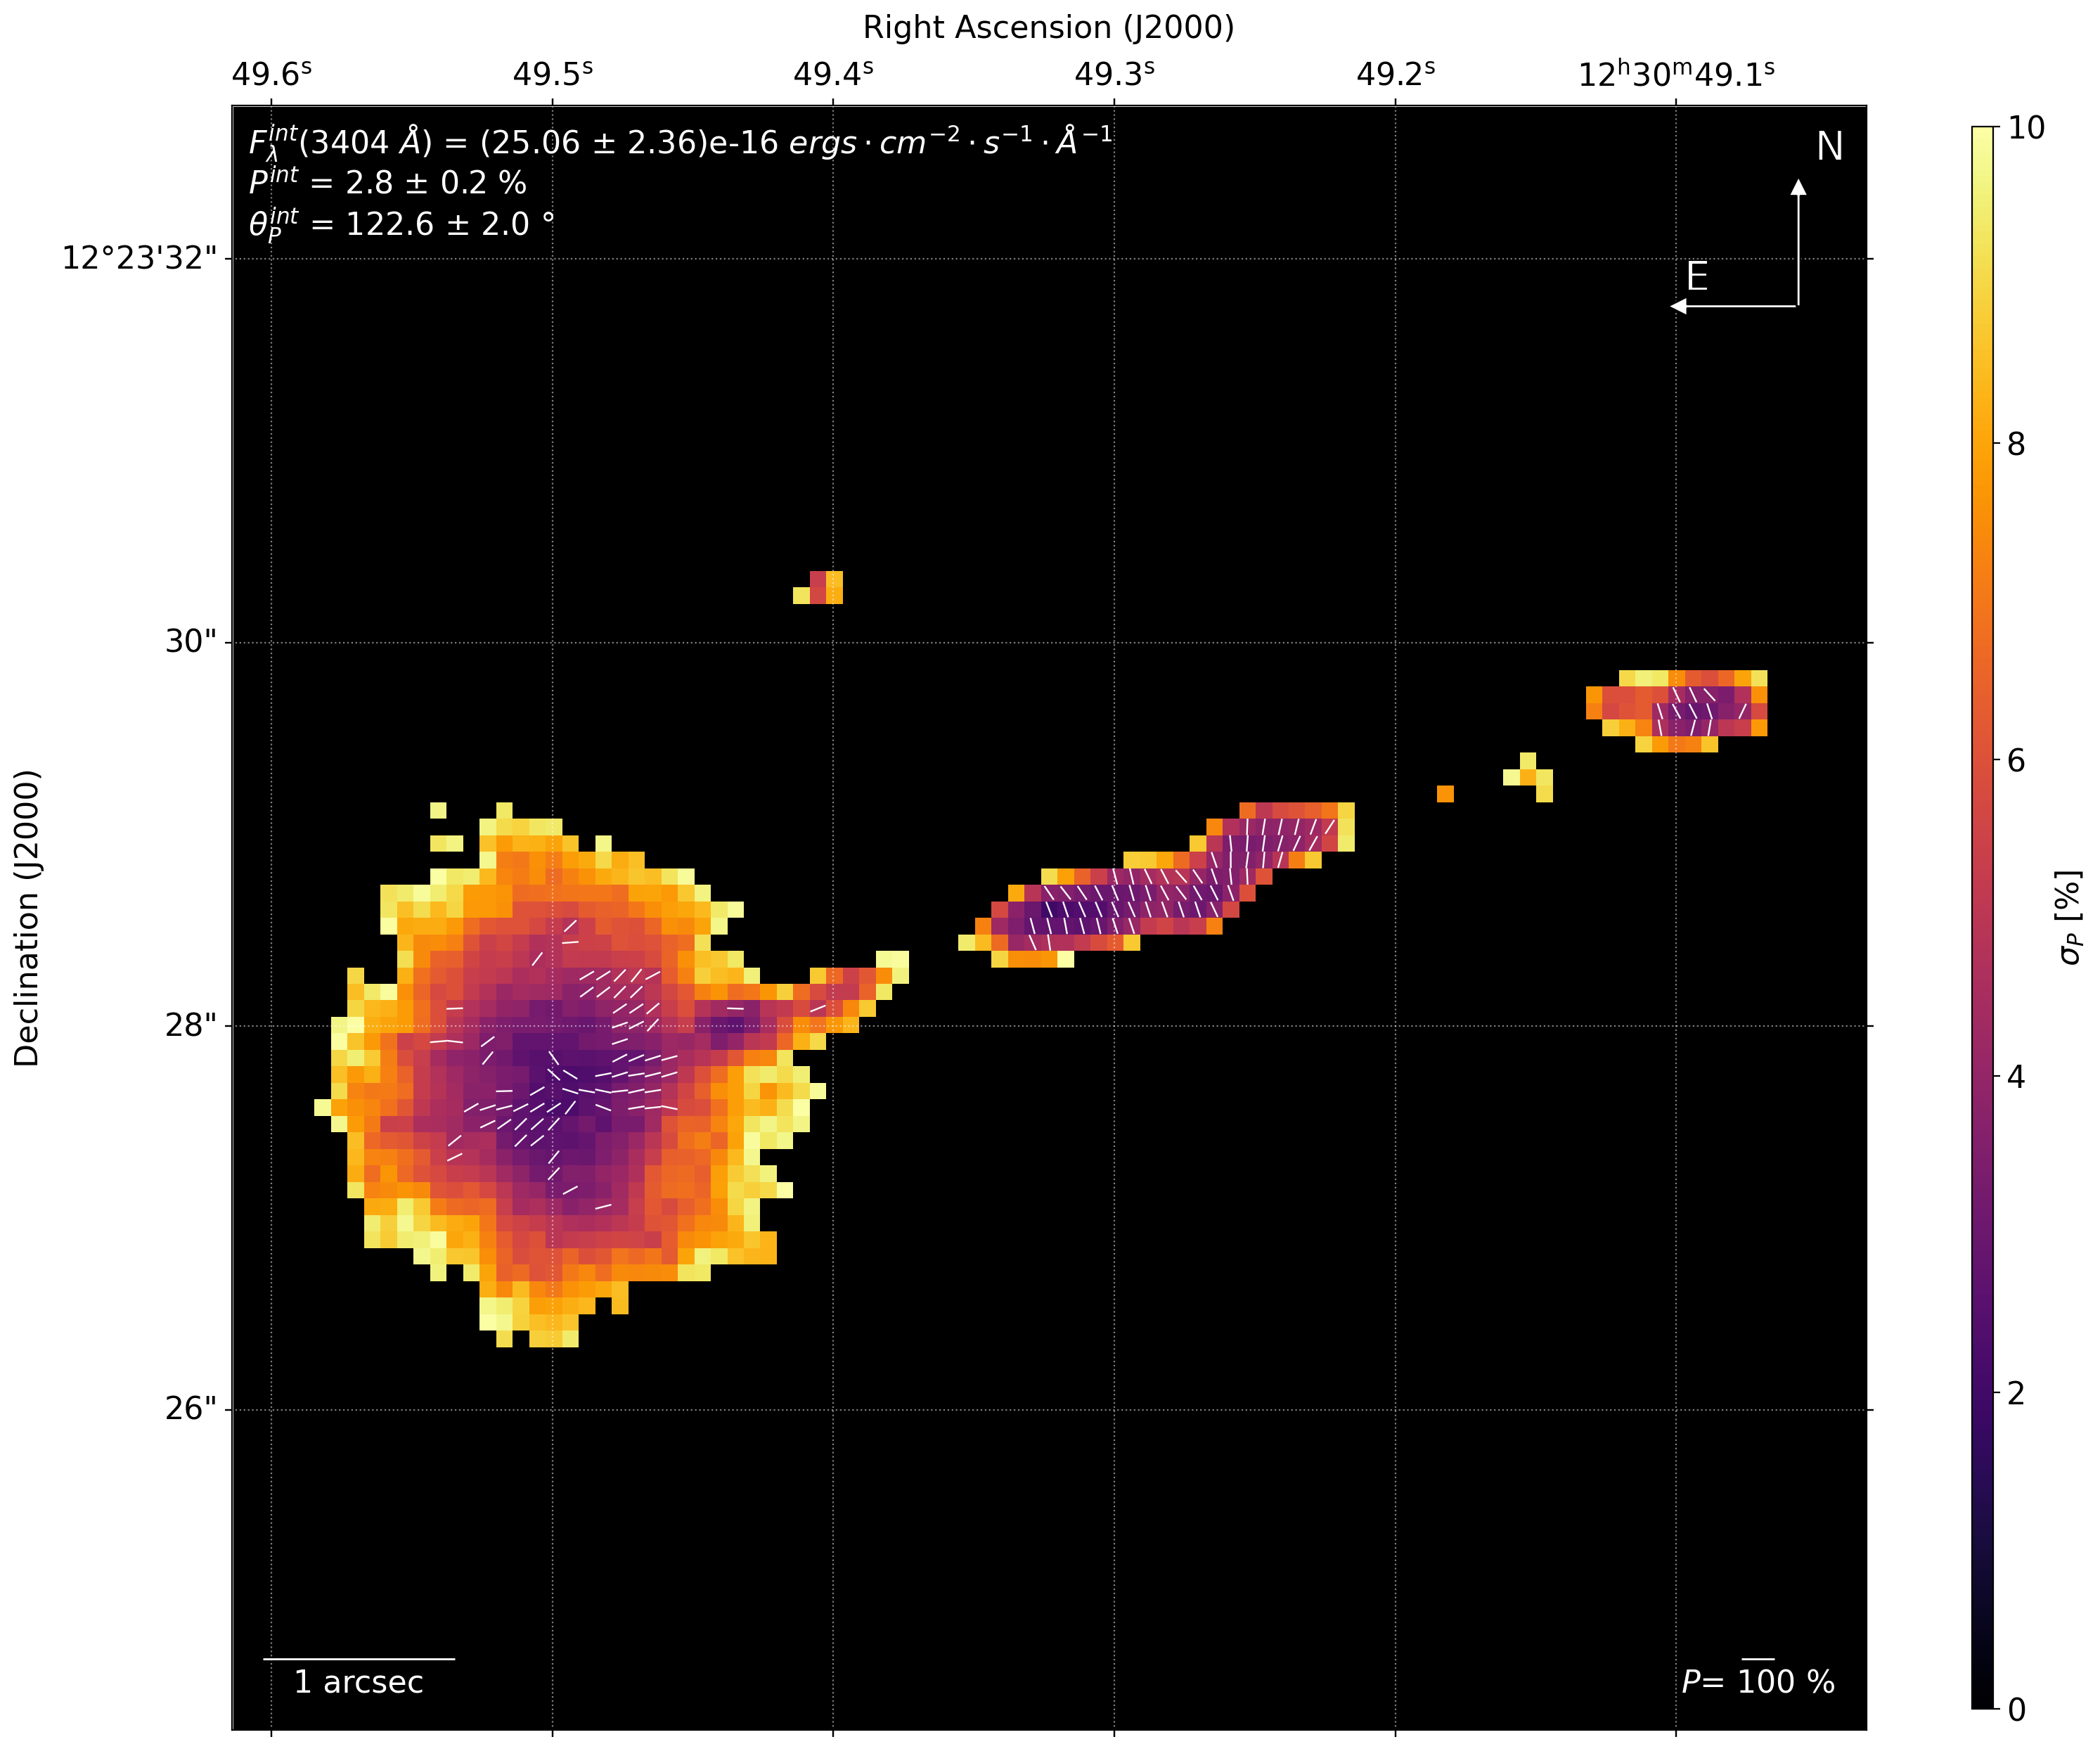 Right Ascension (J2000)
49.6ˢ 49.5ˢ 49.4ˢ 49.3ˢ 49.2ˢ 12ʰ30ᵐ49.1ˢ
F_λ^int(3404 Å) = (25.06 ± 2.36)e-16 ergs · cm⁻² · s⁻¹ · Å⁻¹
P^int = 2.8 ± 0.2 %
θ_P^int = 122.6 ± 2.0 °
N
E
12°23'32"
30"
28"
26"
Declination (J2000)
1 arcsec
P= 100 %
10
8
6
4
2
0
σ_P [%]